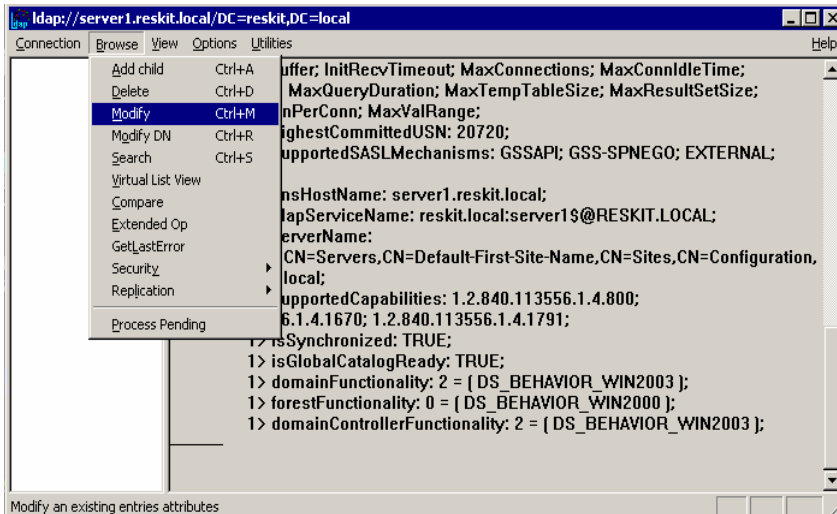 ldap://server1.reskit.local/DC=reskit,DC=local
Connection Browse View Options Utilities Help
Add child Ctrl+A
Delete Ctrl+D
Modify Ctrl+M
Modify DN Ctrl+R
Search Ctrl+S
Virtual List View
Compare
Extended Op
GetLastError
Security
Replication
Process Pending
uffer; InitRecvTimeout; MaxConnections; MaxConnIdleTime;
MaxQueryDuration; MaxTempTableSize; MaxResultSetSize;
nPerConn; MaxValRange;
ighestCommittedUSN: 20720;
upportedSASLMechanisms: GSSAPI; GSS-SPNEGO; EXTERNAL;
nsHostName: server1.reskit.local;
dapServiceName: reskit.local:server1$@RESKIT.LOCAL;
erverName:
,CN=Servers,CN=Default-First-Site-Name,CN=Sites,CN=Configuration,
local;
upportedCapabilities: 1.2.840.113556.1.4.800;
6.1.4.1670; 1.2.840.113556.1.4.1791;
1> isSynchronized: TRUE;
1> isGlobalCatalogReady: TRUE;
1> domainFunctionality: 2 = ( DS_BEHAVIOR_WIN2003 );
1> forestFunctionality: 0 = ( DS_BEHAVIOR_WIN2000 );
1> domainControllerFunctionality: 2 = ( DS_BEHAVIOR_WIN2003 );
Modify an existing entries attributes